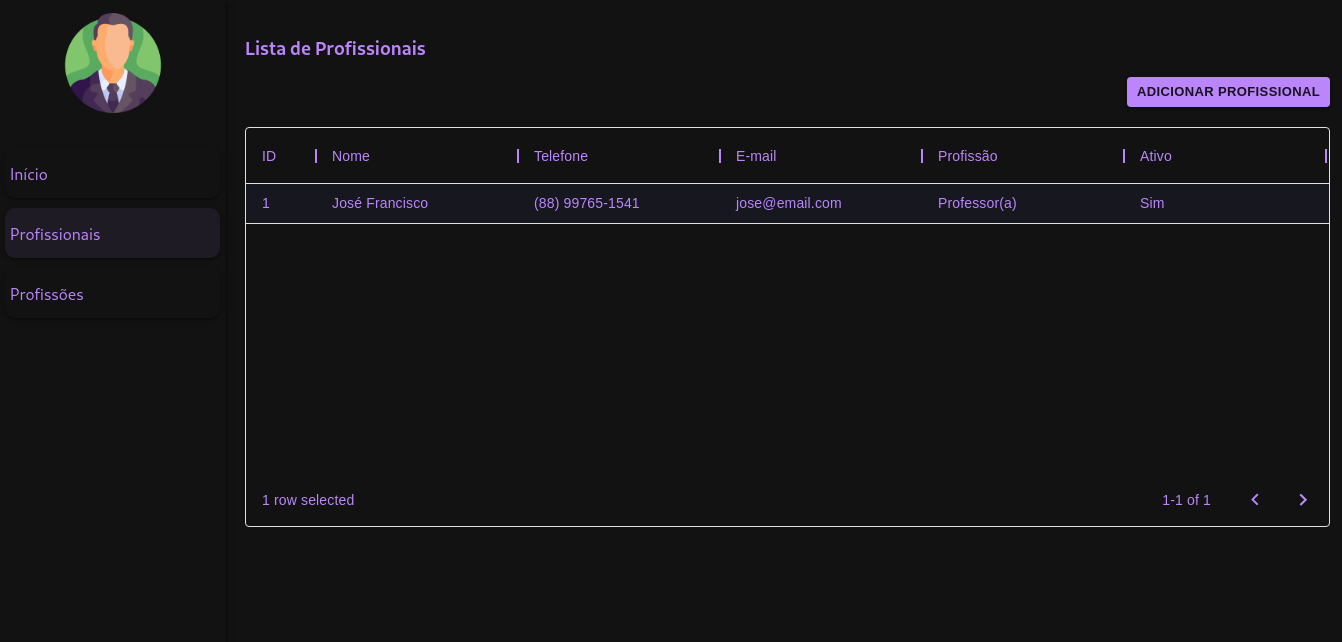 Lista de Profissionais
ADICIONAR PROFISSIONAL
Início
Profissionais
Profissões
ID Nome Telefone E-mail Profissão Ativo
1 José Francisco (88) 99765-1541 jose@email.com Professor(a) Sim
1 row selected 1-1 of 1